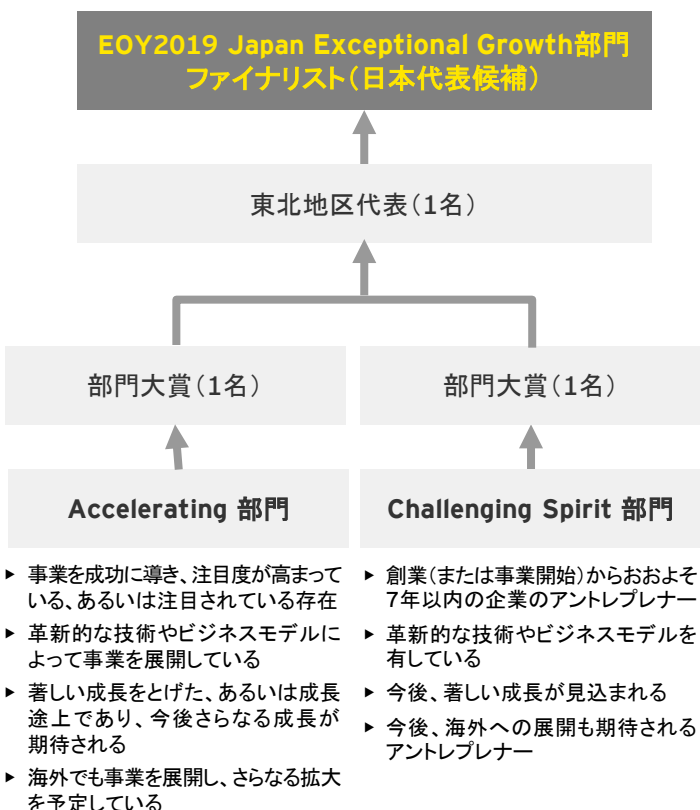 EOY2019 Japan Exceptional Growth部門
ファイナリスト（日本代表候補）
東北地区代表（1名）
部門大賞（1名）
部門大賞（1名）
Accelerating 部門
▶ 事業を成功に導き、注目度が高まって
いる、あるいは注目されている存在
▶ 革新的な技術やビジネスモデルに
よって事業を展開している
▶ 著しい成長をとげた、あるいは成長
途上であり、今後さらなる成長が
期待される
▶ 海外でも事業を展開し、さらなる拡大
を予定している
Challenging Spirit 部門
▶ 創業（または事業開始）からおおよそ
7年以内の企業のアントレプレナー
▶ 革新的な技術やビジネスモデルを
有している
▶ 今後、著しい成長が見込まれる
▶ 今後、海外への展開も期待される
アントレプレナー